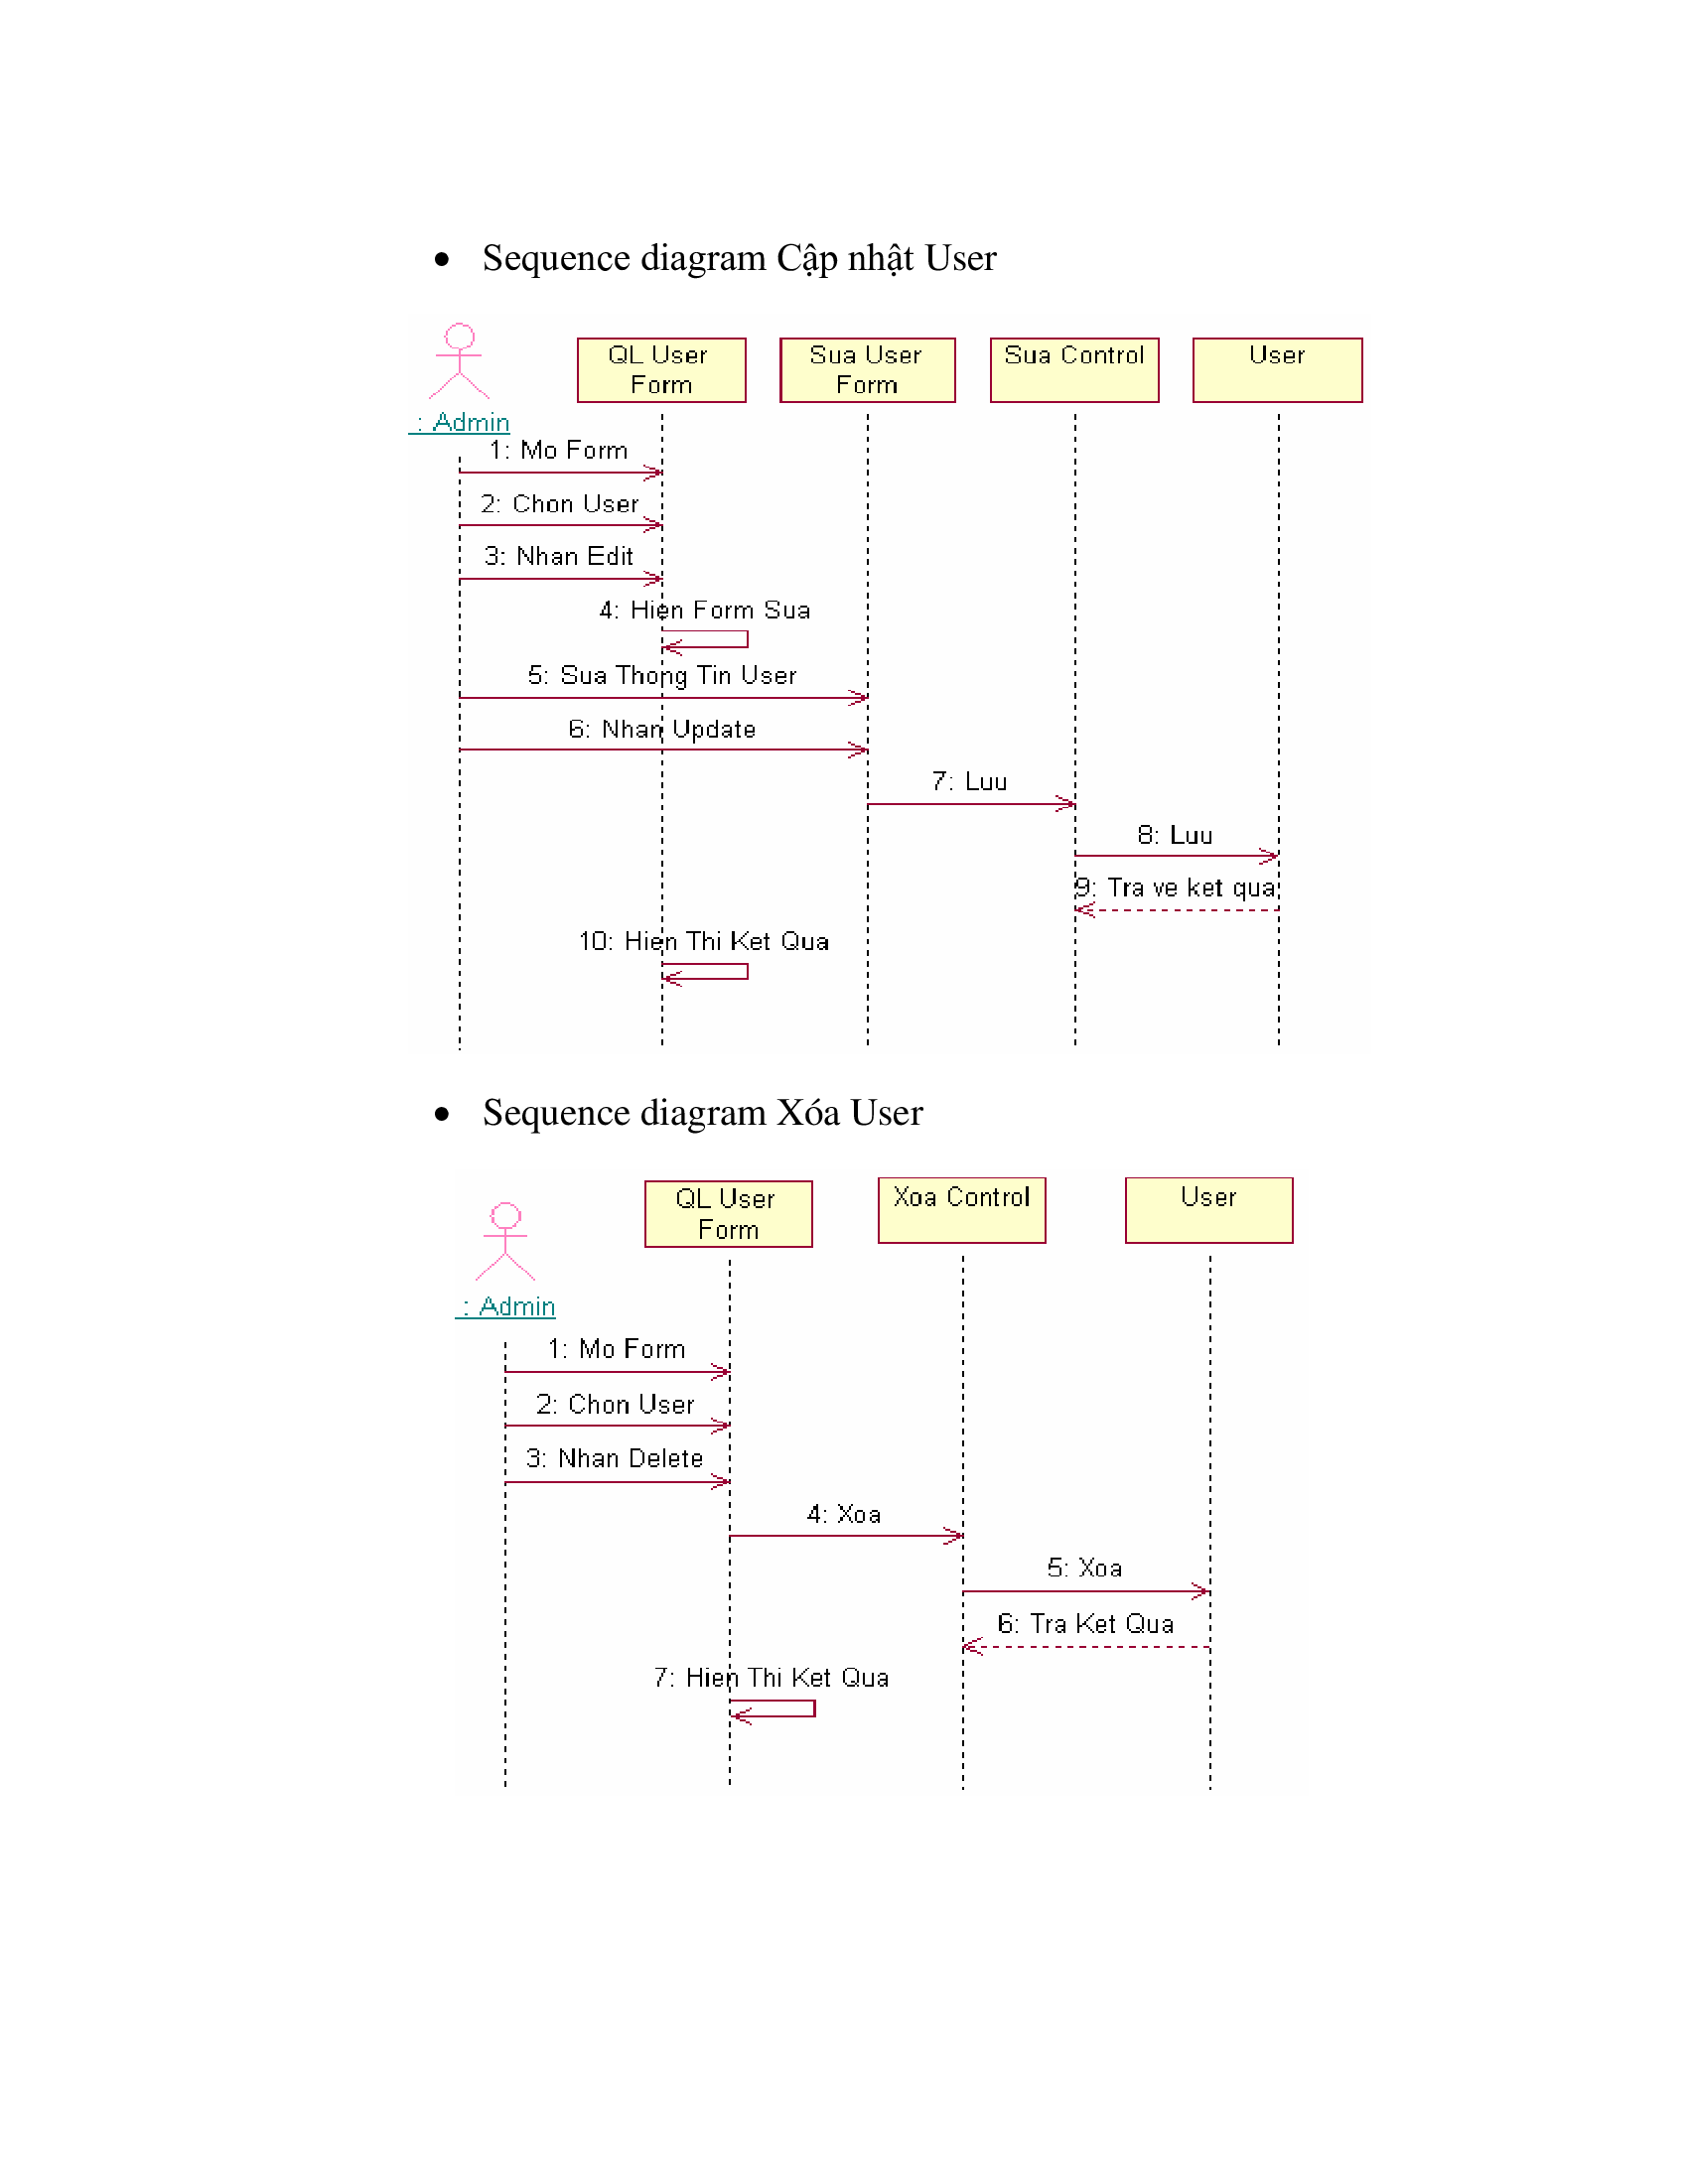 • Sequence diagram Cập nhật User
QL User
Form
Sua User
Form
Sua Control
User
: Admin
1: Mo Form
2: Chon User
3: Nhan Edit
4: Hien Form Sua
5: Sua Thong Tin User
6: Nhan Update
7: Luu
8: Luu
9: Tra ve ket qua
10: Hien Thi Ket Qua
• Sequence diagram Xóa User
QL User
Form
Xoa Control
User
: Admin
1: Mo Form
2: Chon User
3: Nhan Delete
4: Xoa
5: Xoa
6: Tra Ket Qua
7: Hien Thi Ket Qua